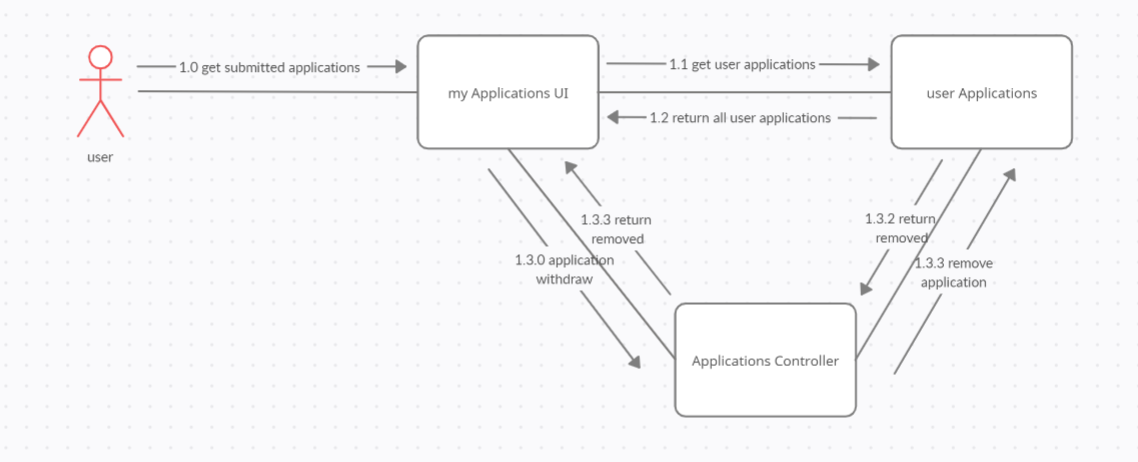 1.0 get submitted applications
my Applications UI
1.1 get user applications
user Applications
1.2 return all user applications
user
1.3.3 return
removed
1.3.0 application
withdraw
1.3.2 return
removed
1.3.3 remove
application
Applications Controller